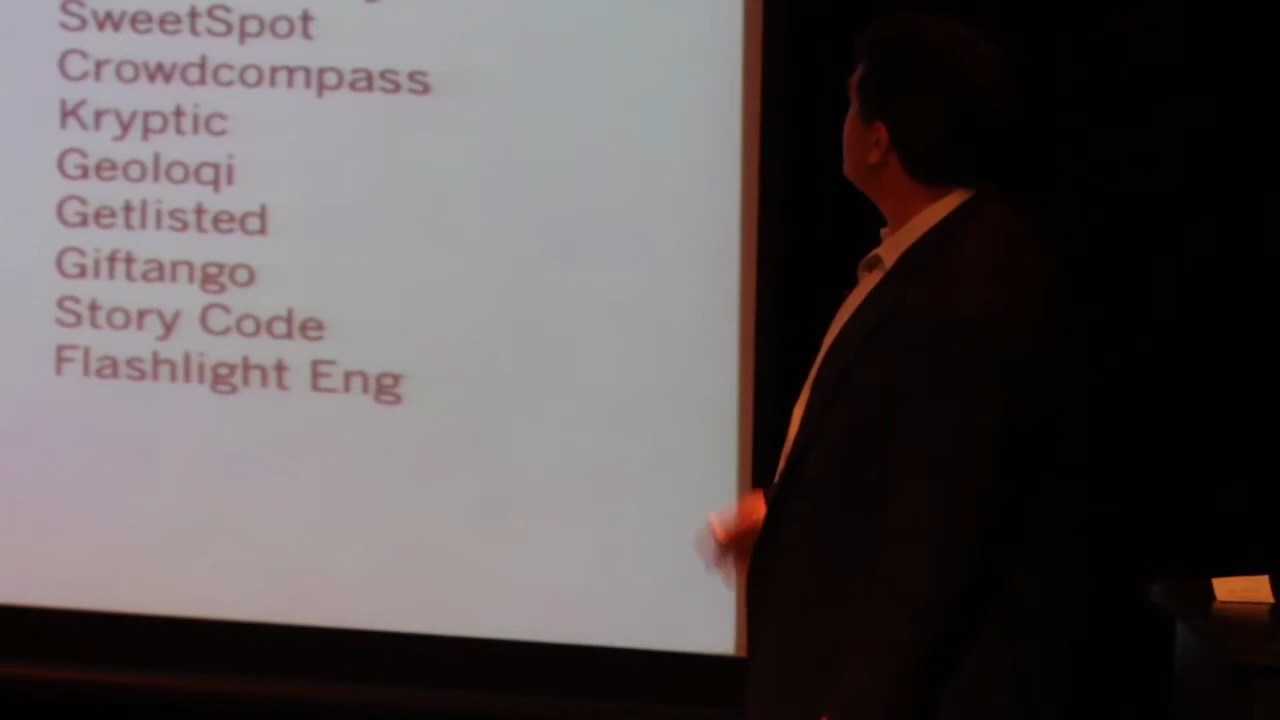 SweetSpot
Crowdcompass
Kryptic
Geoloqi
Getlisted
Giftango
Story Code
Flashlight Eng